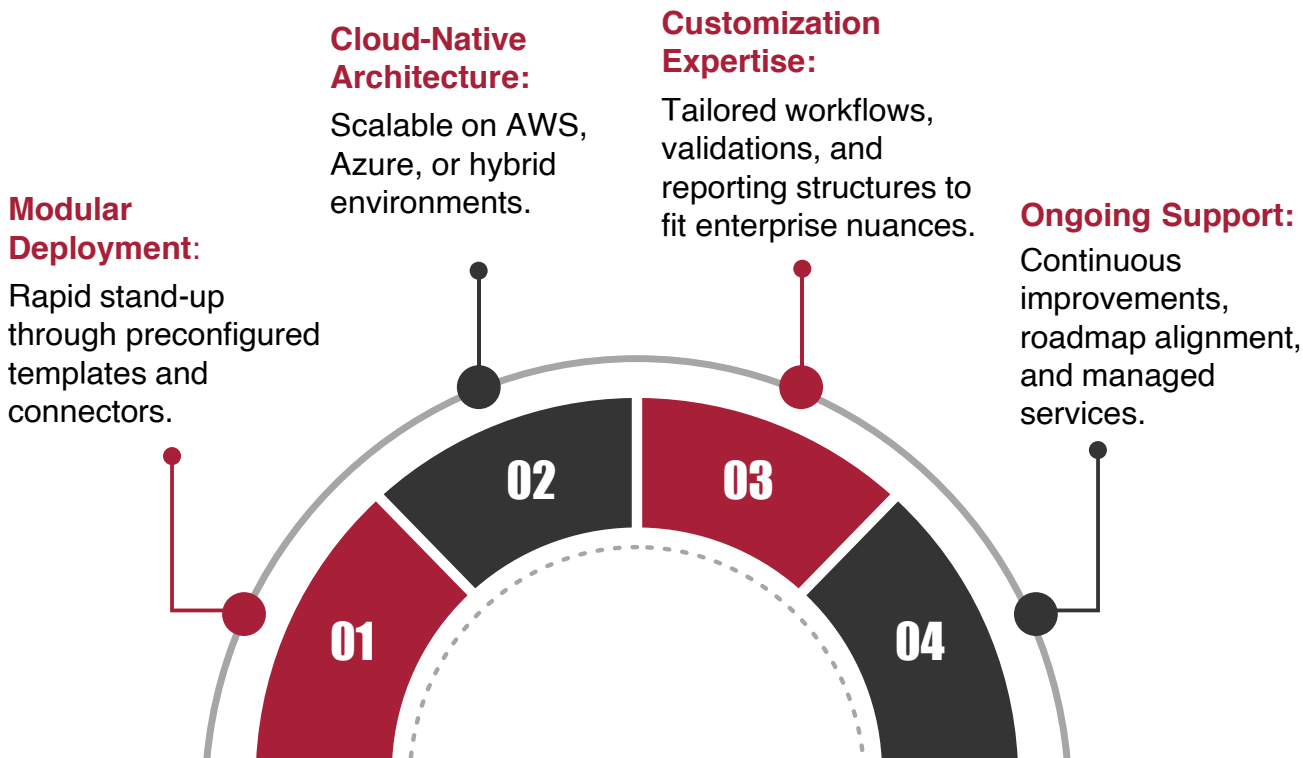 Modular
Deployment:
Rapid stand-up
through preconfigured
templates and
connectors.
Cloud-Native
Architecture:
Scalable on AWS,
Azure, or hybrid
environments.
Customization
Expertise:
Tailored workflows,
validations, and
reporting structures to
fit enterprise nuances.
Ongoing Support:
Continuous
improvements,
roadmap alignment,
and managed
services.
01
02
03
04